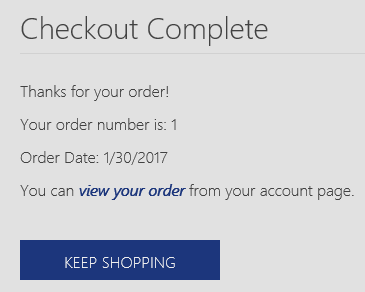 Checkout Complete
Thanks for your order!
Your order number is: 1
Order Date: 1/30/2017
You can view your order from your account page.
KEEP SHOPPING